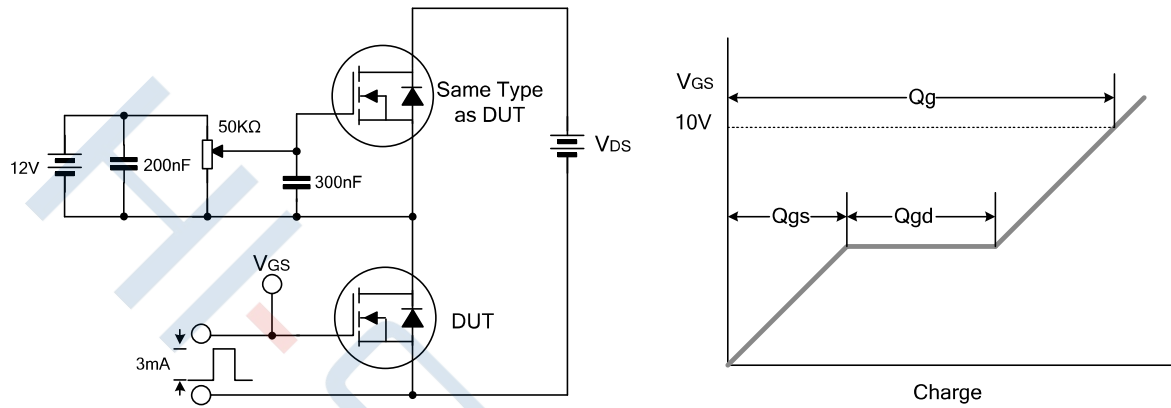 12V
200nF
50KΩ
300nF
Same Type
as DUT
VDS
VGS
3mA
DUT
VGS
10V
Qg
Qgs
Qgd
Charge